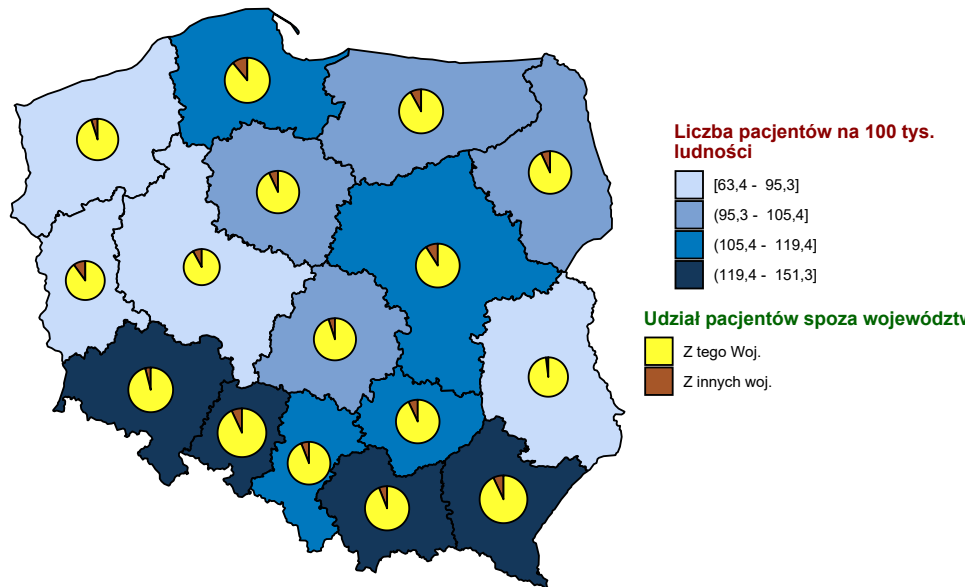 Liczba pacjentów na 100 tys.
ludności
[63,4 - 95,3]
(95,3 - 105,4]
(105,4 - 119,4]
(119,4 - 151,3]
Udział pacjentów spoza województw
Z tego Woj.
Z innych woj.